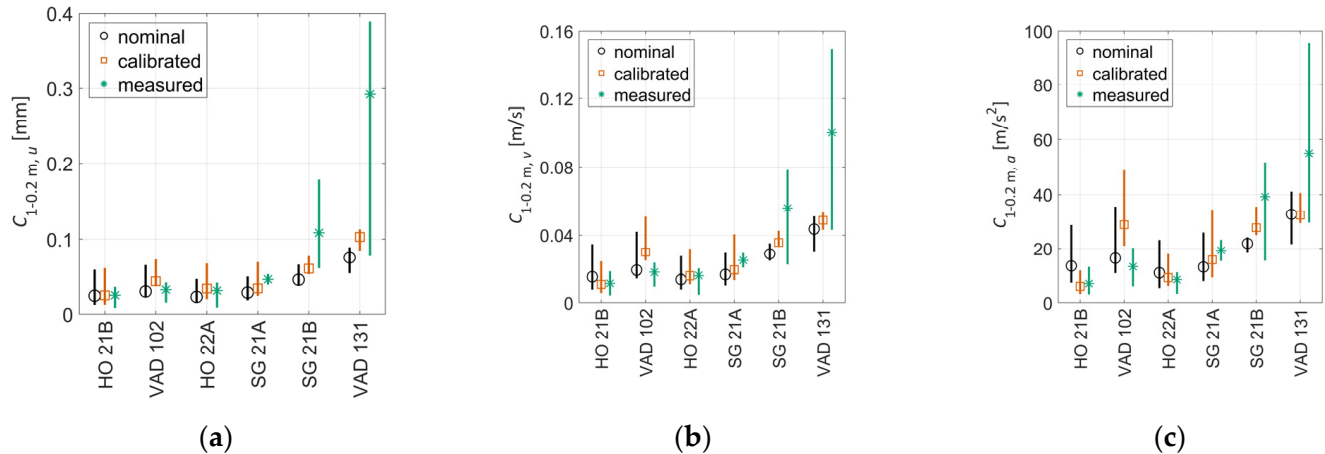 0.4
0.3
0.2
0.1
0
C1-0.2 m, u [mm]
nominal
calibrated
measured
HO 21B
VAD 102
HO 22A
SG 21A
SG 21B
VAD 131
(a)
0.16
0.12
0.08
0.04
0
C1-0.2 m, v [m/s]
nominal
calibrated
measured
HO 21B
VAD 102
HO 22A
SG 21A
SG 21B
VAD 131
(b)
100
80
60
40
20
0
C1-0.2 m, a [m/s²]
nominal
calibrated
measured
HO 21B
VAD 102
HO 22A
SG 21A
SG 21B
VAD 131
(c)